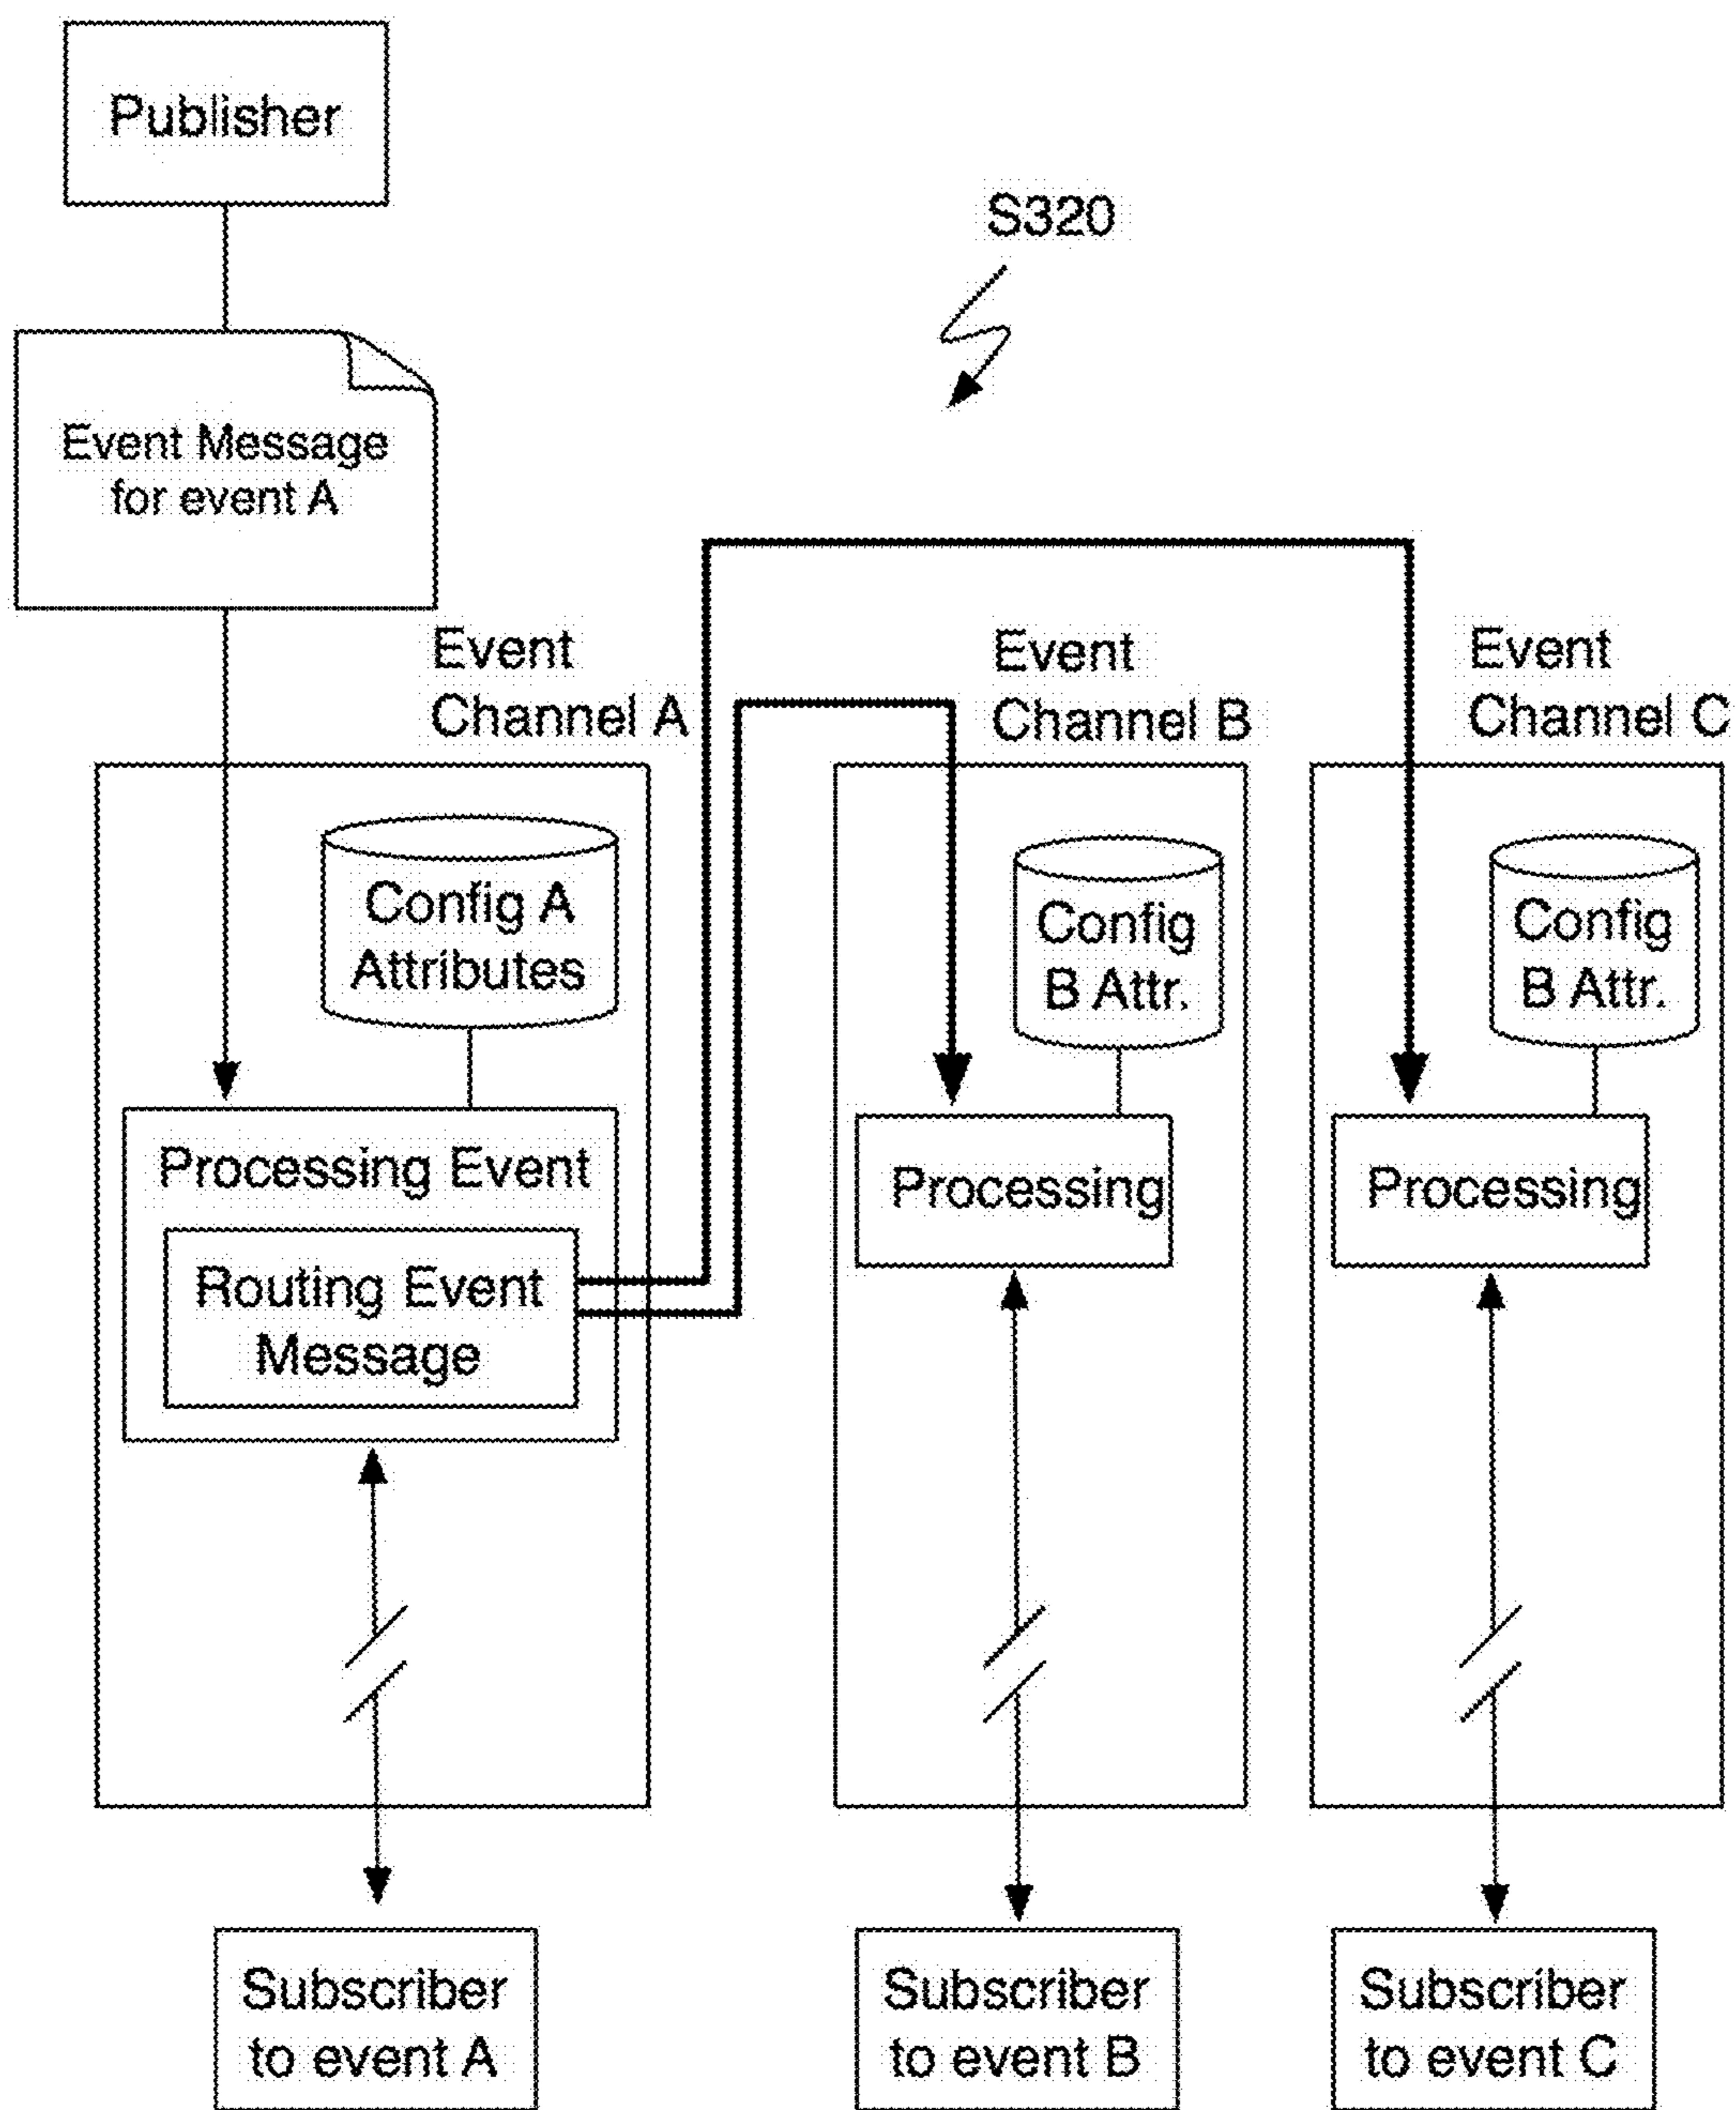 Publisher
S320
Event Message
for event A
Event
Channel A
Event
Channel B
Event
Channel C
Config A
Attributes
Config
B Attr.
Config
B Attr.
Processing Event
Routing Event
Message
Processing
Processing
Subscriber
to event A
Subscriber
to event B
Subscriber
to event C